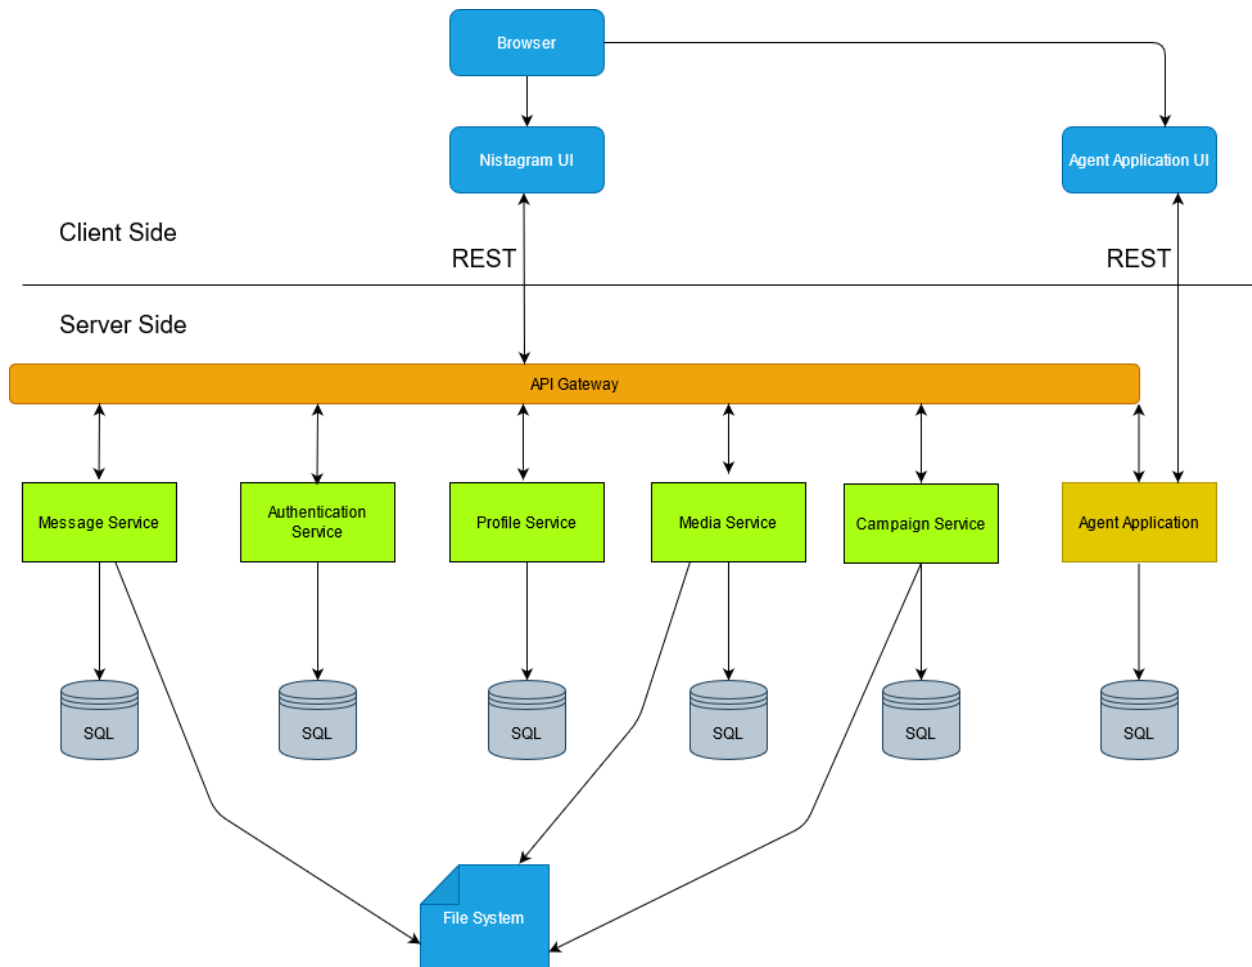 Browser
Nistagram UI
Agent Application UI
Client Side
REST
REST
Server Side
API Gateway
Message Service
Authentication
Service
Profile Service
Media Service
Campaign Service
Agent Application
SQL
SQL
SQL
SQL
SQL
SQL
File System